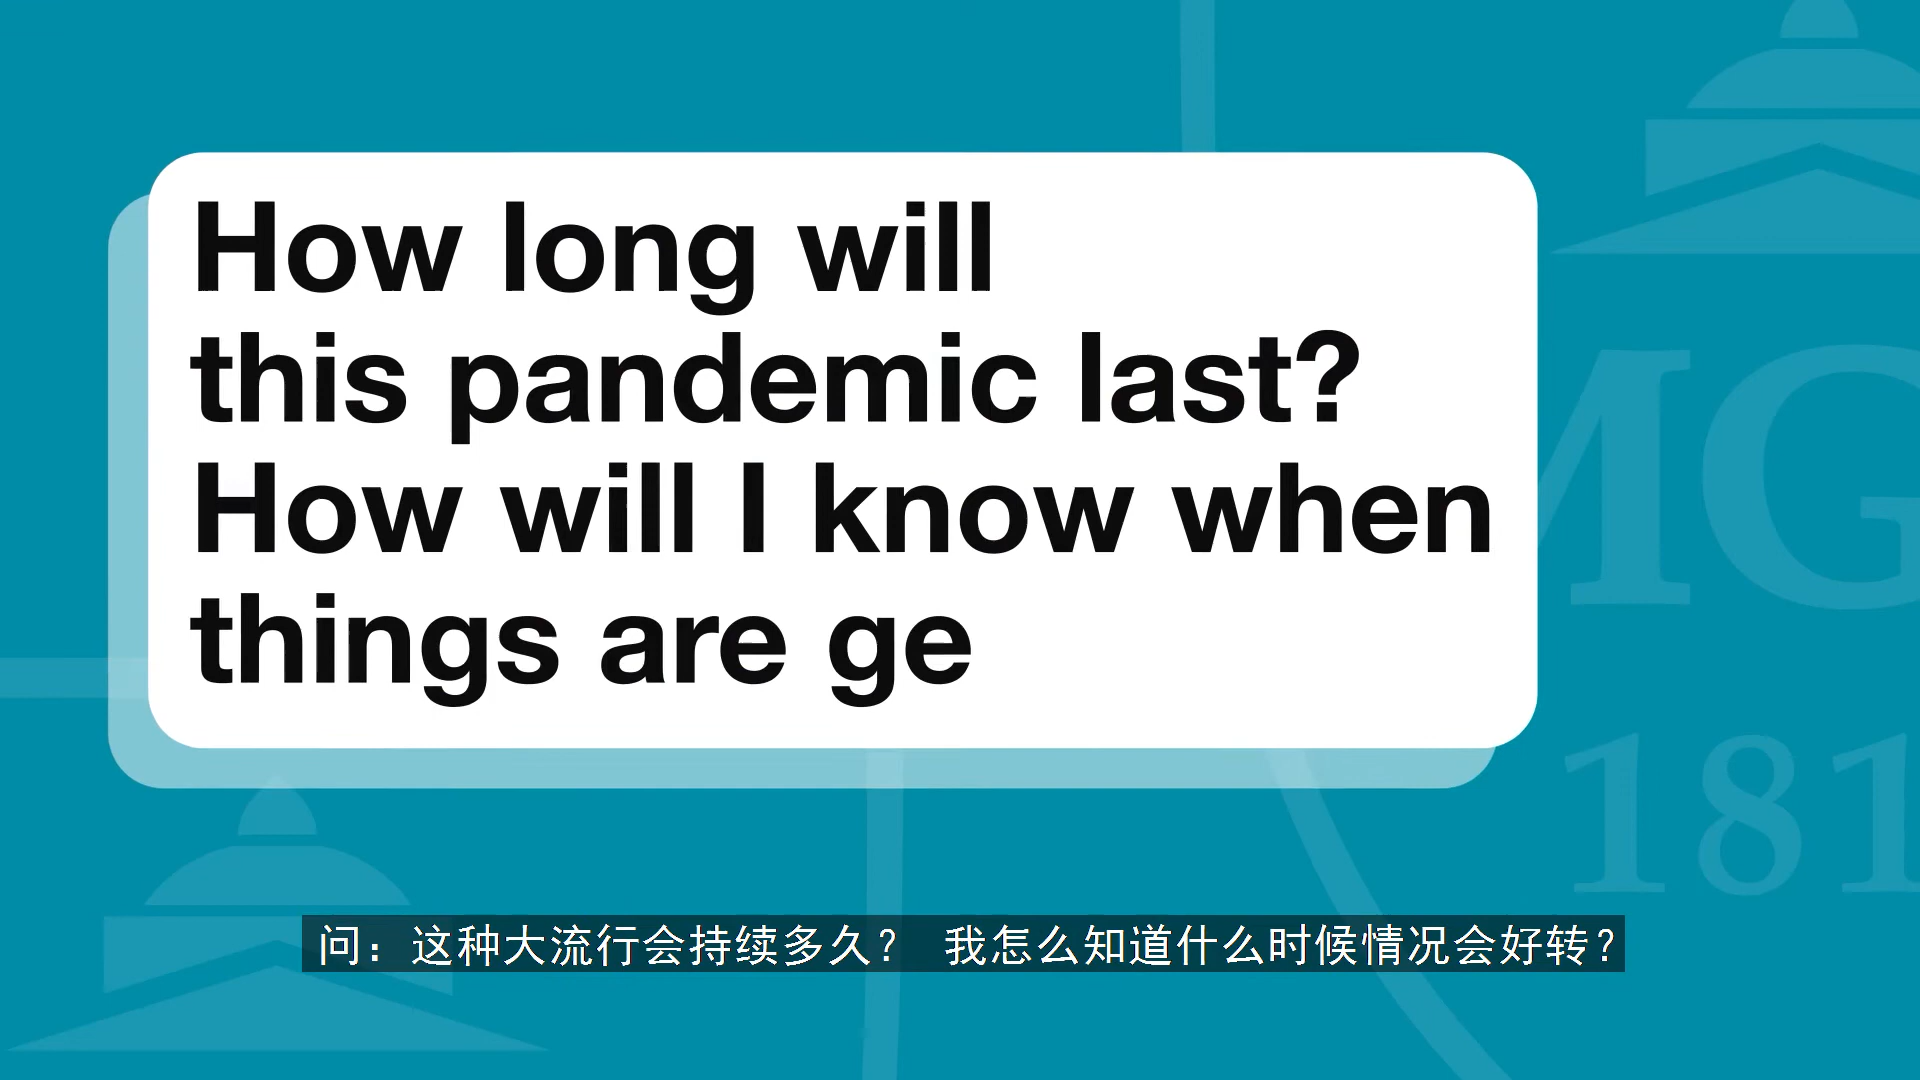 How long will
this pandemic last?
How will I know when
things are ge
MG
181
问：这种大流行会持续多久？ 我怎么知道什么时候情况会好转？